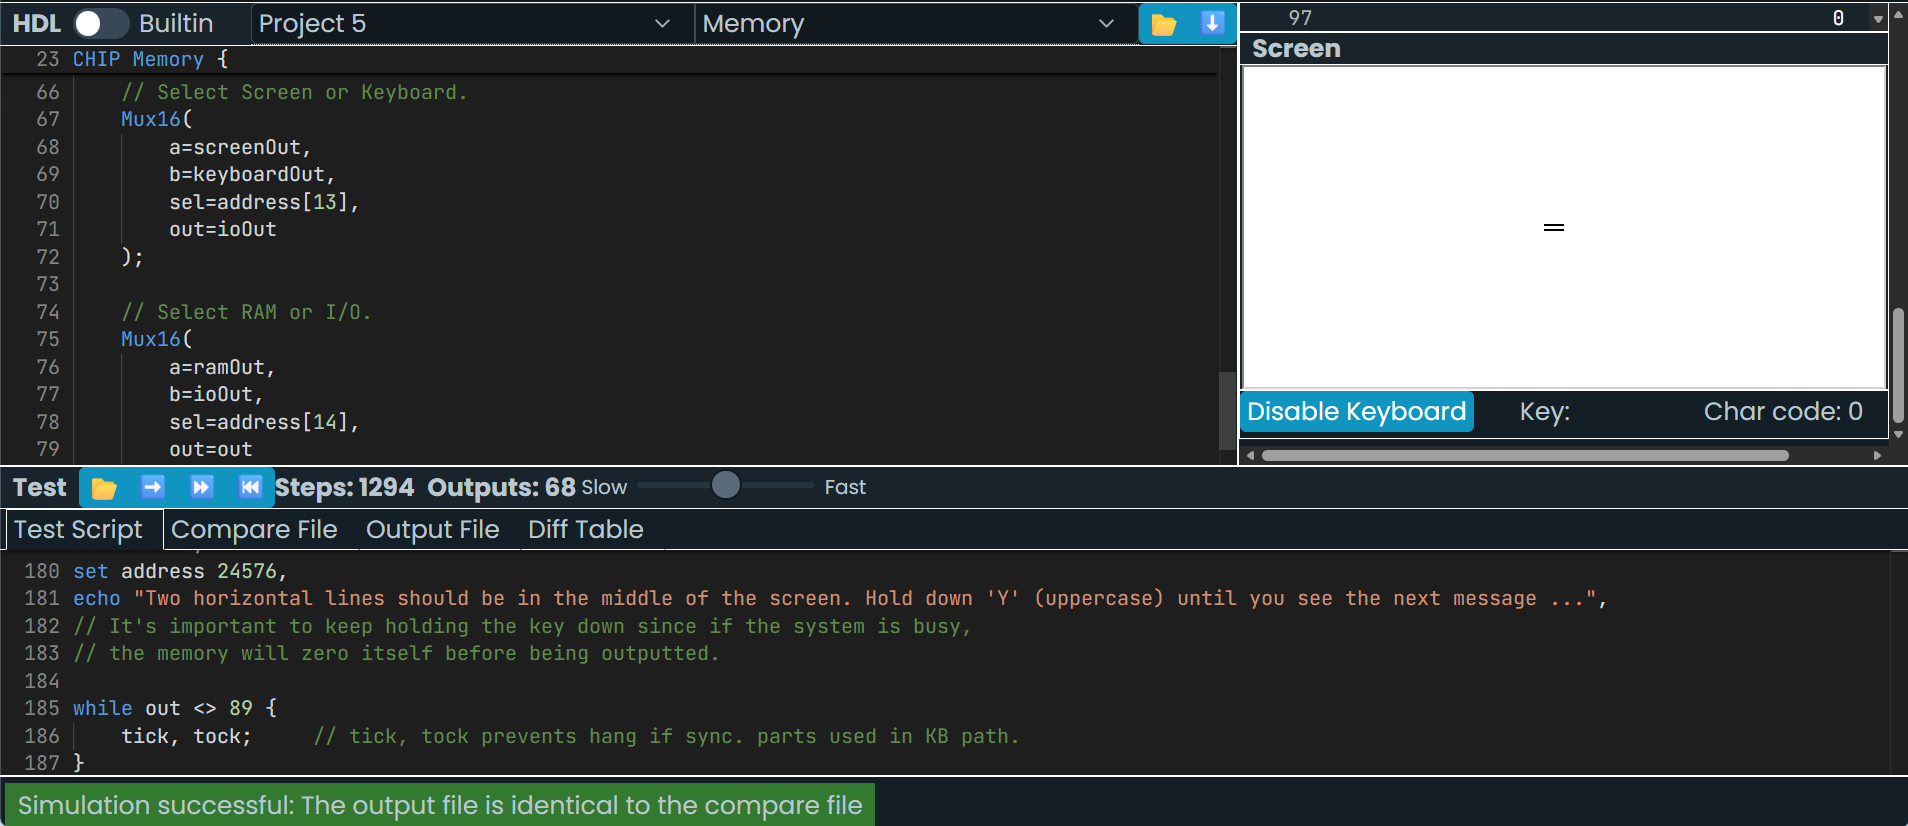 HDL Builtin Project 5 Memory
23 CHIP Memory {
66 // Select Screen or Keyboard.
67 Mux16(
68 a=screenOut,
69 b=keyboardOut,
70 sel=address[13],
71 out=ioOut
72 );
73
74 // Select RAM or I/O.
75 Mux16(
76 a=ramOut,
77 b=ioOut,
78 sel=address[14],
79 out=out
97 0
Screen
Disable Keyboard Key: Char code: 0
Test Steps: 1294 Outputs: 68 Slow Fast
Test Script Compare File Output File Diff Table
180 set address 24576,
181 echo "Two horizontal lines should be in the middle of the screen. Hold down 'Y' (uppercase) until you see the next message ...",
182 // It's important to keep holding the key down since if the system is busy,
183 // the memory will zero itself before being outputted.
184
185 while out <> 89 {
186 tick, tock; // tick, tock prevents hang if sync. parts used in KB path.
187 }
Simulation successful: The output file is identical to the compare file